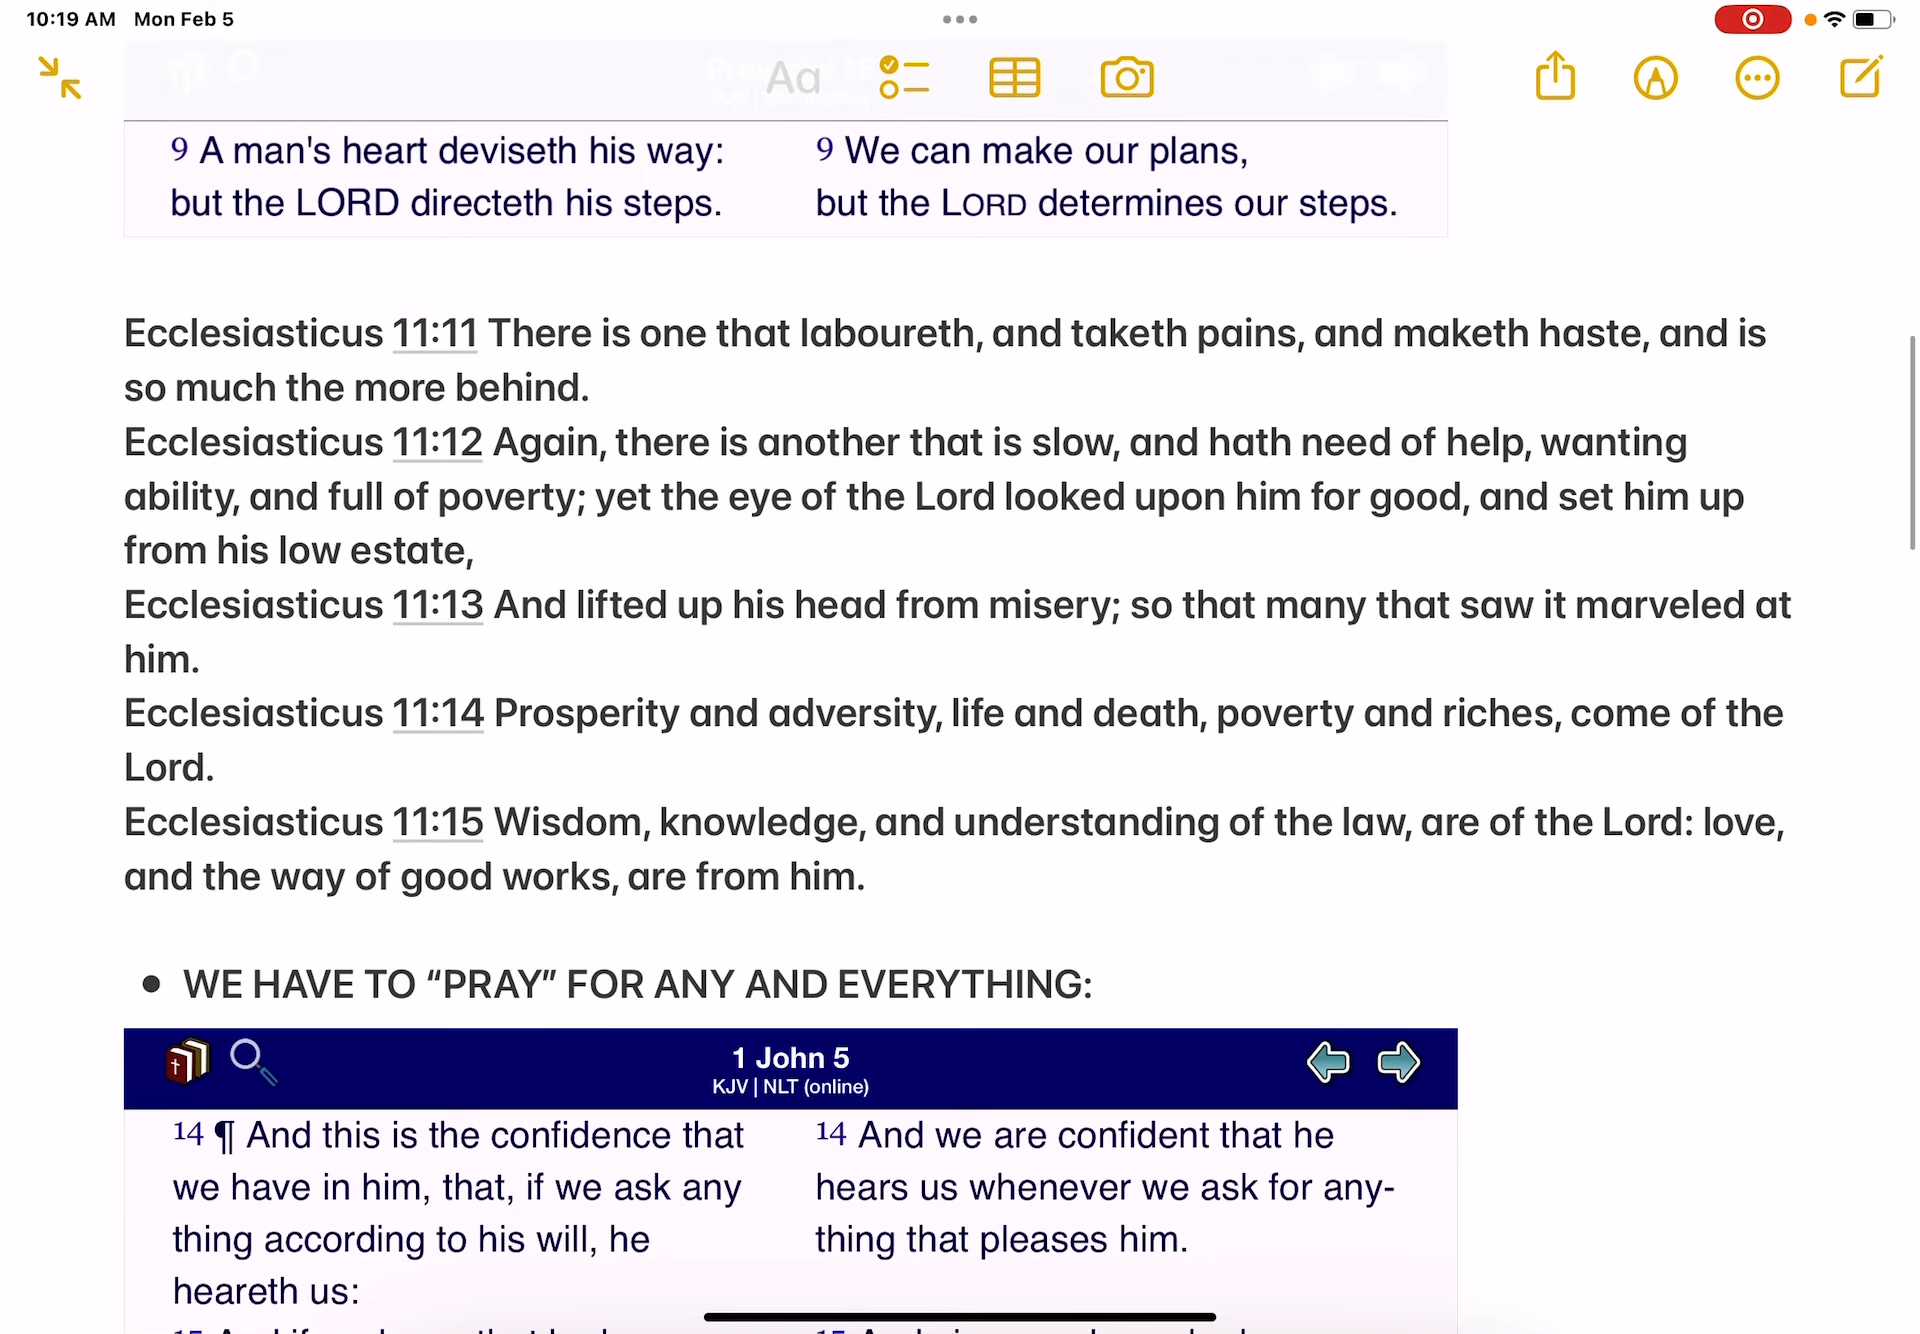 10:19 AM Mon Feb 5
Aa
9 A man's heart deviseth his way:
but the LORD directeth his steps.
9 We can make our plans,
but the LORD determines our steps.
Ecclesiasticus 11:11 There is one that laboureth, and taketh pains, and maketh haste, and is
so much the more behind.
Ecclesiasticus 11:12 Again, there is another that is slow, and hath need of help, wanting
ability, and full of poverty; yet the eye of the Lord looked upon him for good, and set him up
from his low estate,
Ecclesiasticus 11:13 And lifted up his head from misery; so that many that saw it marveled at
him.
Ecclesiasticus 11:14 Prosperity and adversity, life and death, poverty and riches, come of the
Lord.
Ecclesiasticus 11:15 Wisdom, knowledge, and understanding of the law, are of the Lord: love,
and the way of good works, are from him.
• WE HAVE TO “PRAY” FOR ANY AND EVERYTHING:
1 John 5
KJV | NLT (online)
14 ¶ And this is the confidence that
we have in him, that, if we ask any
thing according to his will, he
heareth us:
14 And we are confident that he
hears us whenever we ask for any-
thing that pleases him.